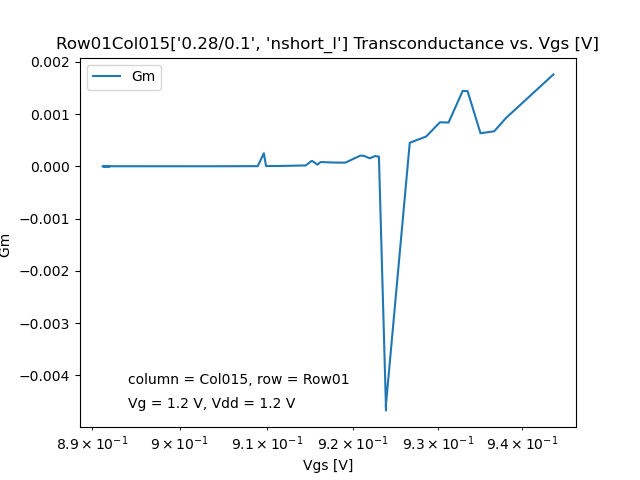 Row01Col015['0.28/0.1', 'nshort_l'] Transconductance vs. Vgs [V]
Gm
0.002
0.001
0.000
−0.001
−0.002
−0.003
−0.004
Gm
column = Col015, row = Row01
Vg = 1.2 V, Vdd = 1.2 V
8.9 × 10⁻¹ 9 × 10⁻¹ 9.1 × 10⁻¹ 9.2 × 10⁻¹ 9.3 × 10⁻¹ 9.4 × 10⁻¹
Vgs [V]